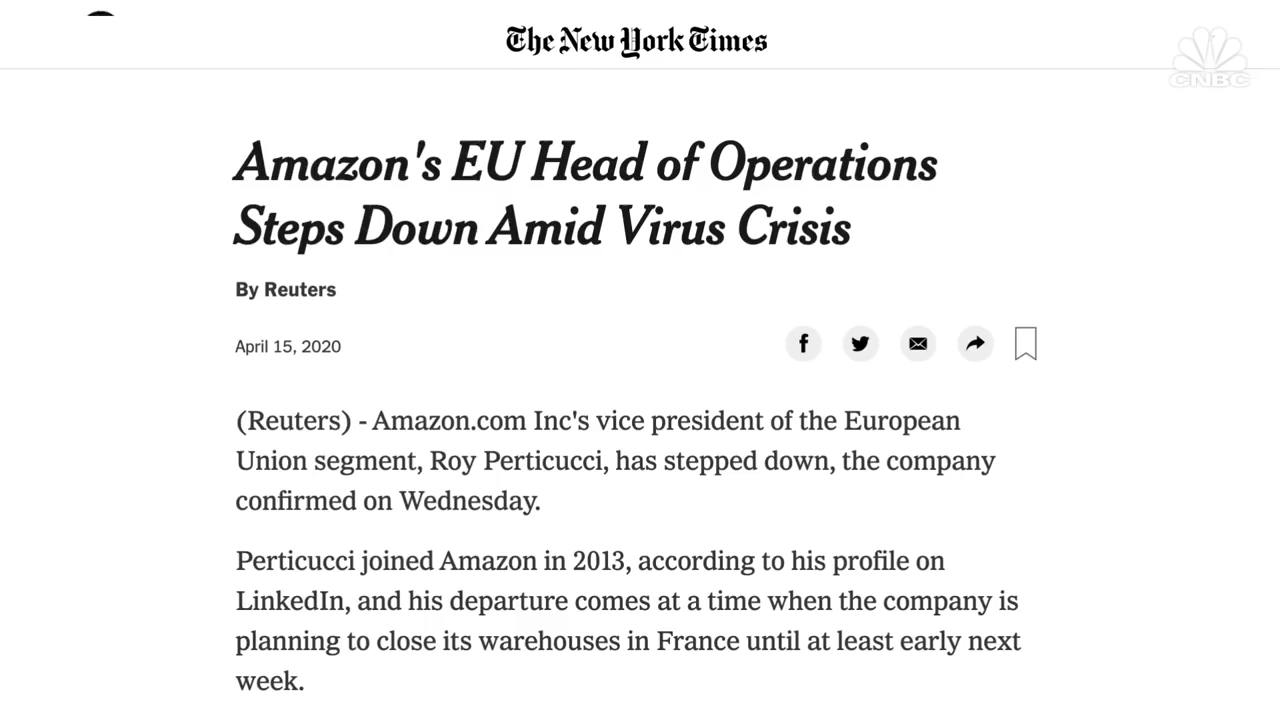 The New York Times
CNBC
Amazon's EU Head of Operations
Steps Down Amid Virus Crisis
By Reuters
April 15, 2020
(Reuters) - Amazon.com Inc's vice president of the European
Union segment, Roy Perticucci, has stepped down, the company
confirmed on Wednesday.
Perticucci joined Amazon in 2013, according to his profile on
LinkedIn, and his departure comes at a time when the company is
planning to close its warehouses in France until at least early next
week.